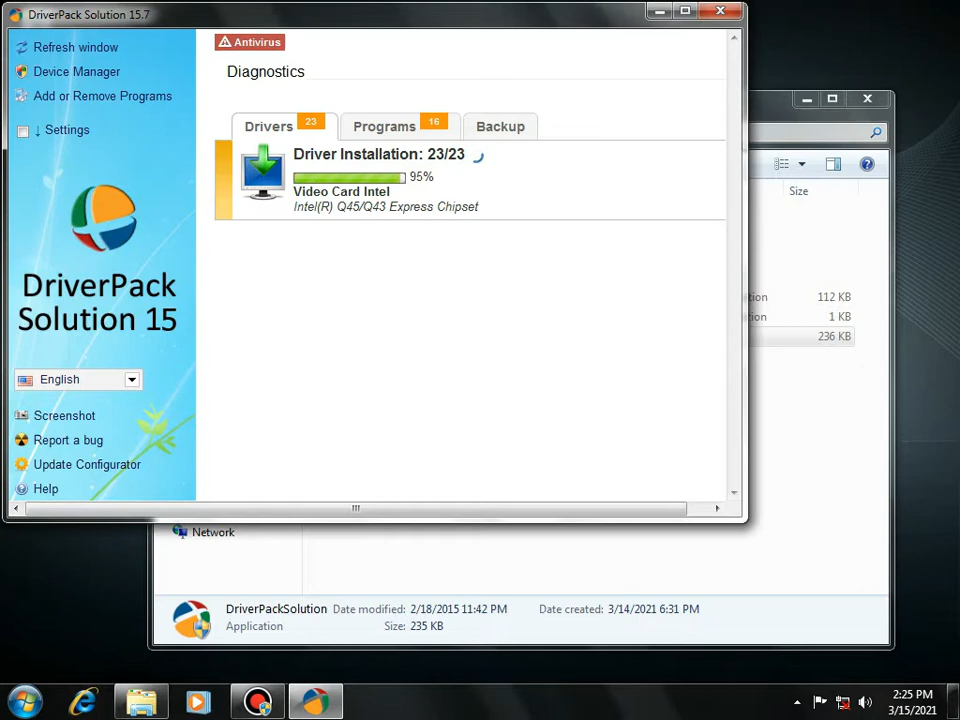 DriverPack Solution 15.7
Refresh window
Device Manager
Add or Remove Programs
↓ Settings
DriverPack
Solution 15
English
Screenshot
Report a bug
Update Configurator
Help
Antivirus
Diagnostics
Drivers 23
Programs 16
Backup
Driver Installation: 23/23
95%
Video Card Intel
Intel(R) Q45/Q43 Express Chipset
Size
tion 112 KB
tion 1 KB
236 KB
Network
DriverPackSolution Date modified: 2/18/2015 11:42 PM Date created: 3/14/2021 6:31 PM
Application Size: 235 KB
2:25 PM
3/15/2021